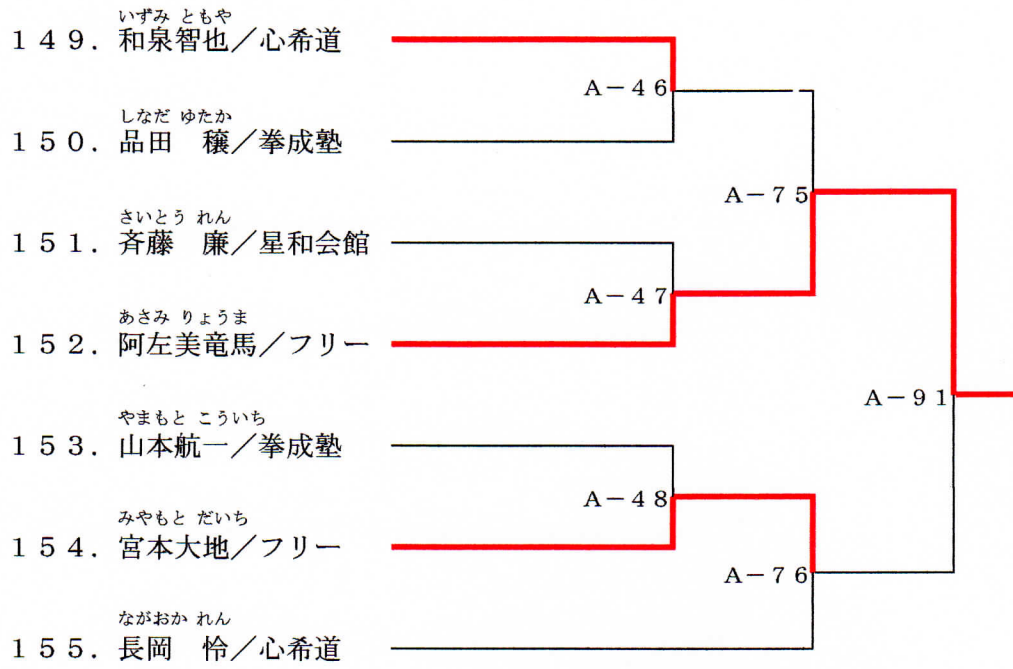 いずみ ともや
149．和泉智也／心希道
A－46
しなだ ゆたか
150．品田　穣／拳成塾
A－75
さいとう れん
151．斉藤　廉／星和会館
A－47
あさみ りょうま
152．阿左美竜馬／フリー
A－91
やまもと こういち
153．山本航一／拳成塾
A－48
みやもと だいち
154．宮本大地／フリー
A－76
ながおか れん
155．長岡　怜／心希道